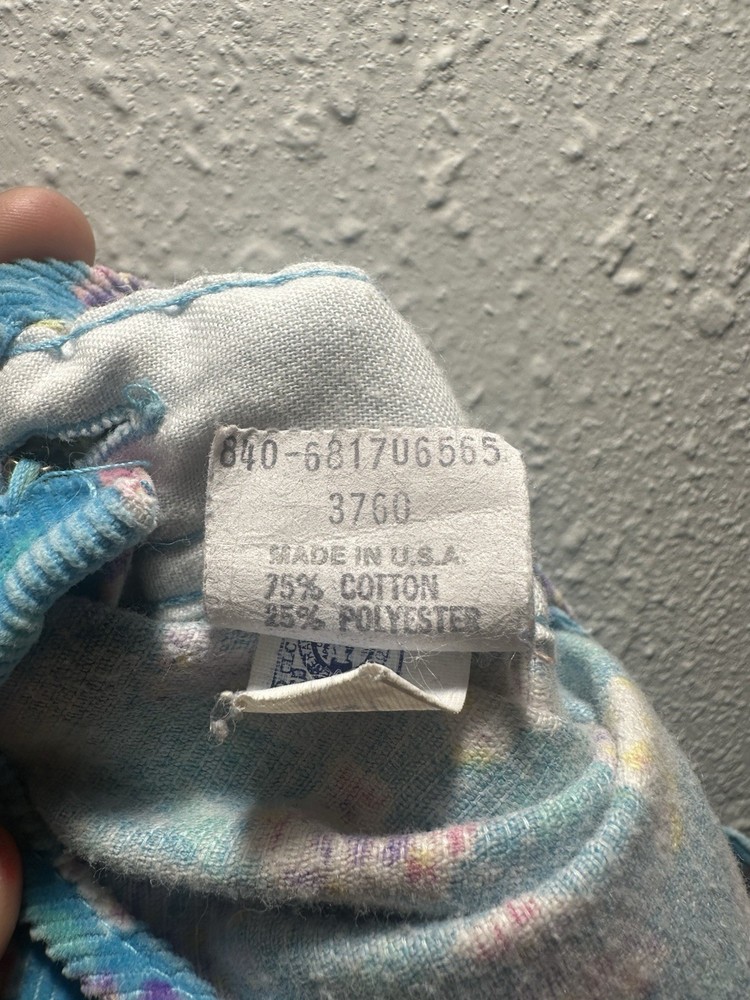 840-6817U6565
3760
MADE IN U.S.A.
75% COTTON
25% POLYESTER